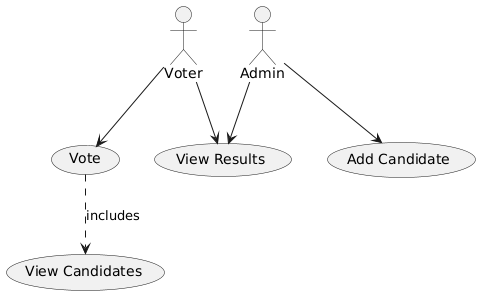 Voter
Admin
Vote
View Results
Add Candidate
includes
View Candidates